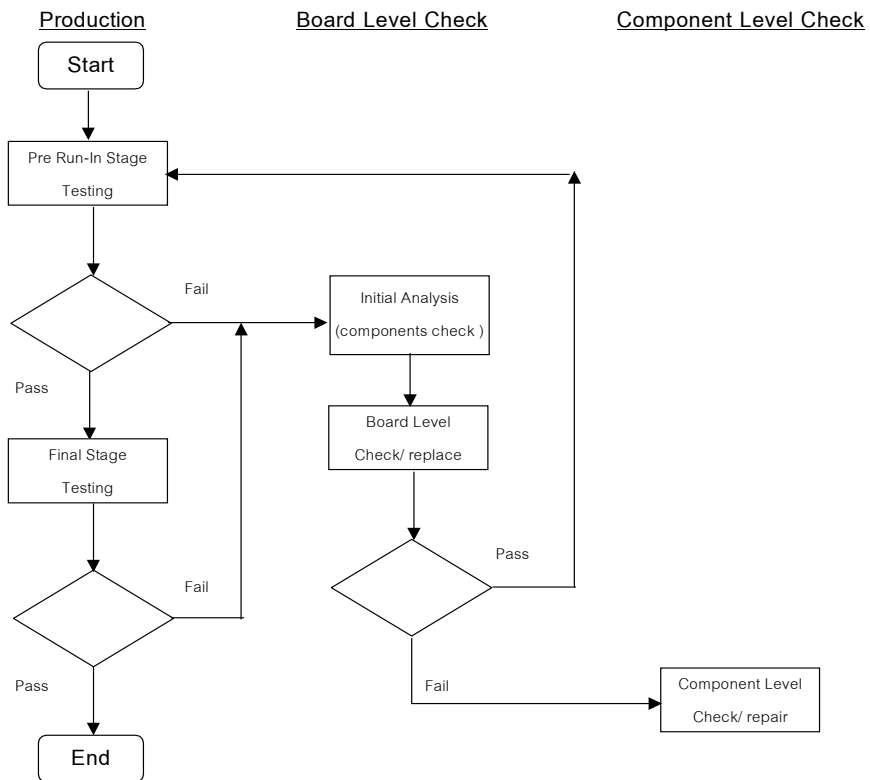 Production
Board Level Check
Component Level Check
Start
Pre Run-In Stage
Testing
Fail
Initial Analysis
(components check )
Pass
Board Level
Check/ replace
Final Stage
Testing
Pass
Fail
Pass
Fail
Component Level
Check/ repair
End